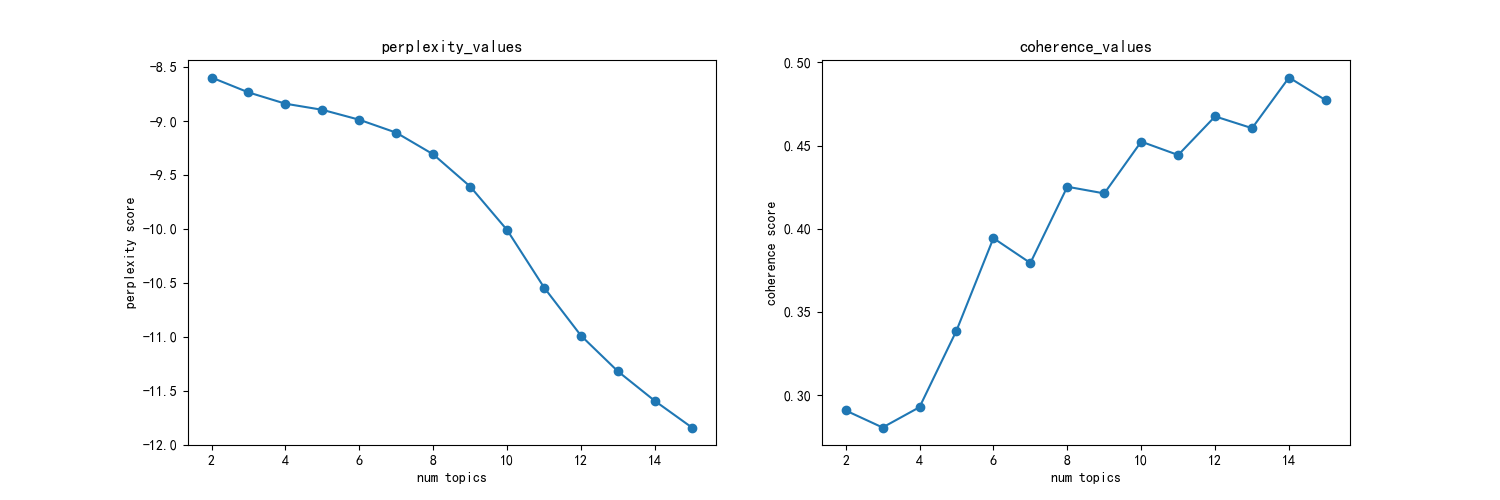 perplexity_values
perplexity score
-8.5
-9.0
-9.5
-10.0
-10.5
-11.0
-11.5
-12.0
2 4 6 8 10 12 14
num topics
coherence_values
coherence score
0.50
0.45
0.40
0.35
0.30
2 4 6 8 10 12 14
num topics